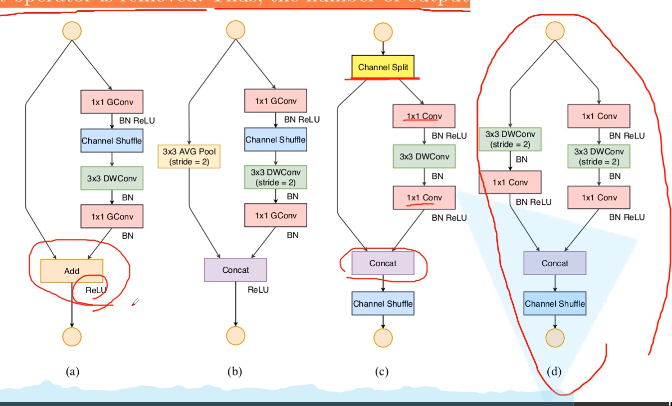 t operator is removed. Thus, the number of output
1x1 GConv
BN ReLU
Channel Shuffle
3x3 DWConv
BN
1x1 GConv
BN
Add
ReLU
(a)
3x3 AVG Pool
(stride = 2)
1x1 GConv
BN ReLU
Channel Shuffle
3x3 DWConv
(stride = 2)
BN
1x1 GConv
BN
Concat
ReLU
(b)
Channel Split
1x1 Conv
BN ReLU
3x3 DWConv
BN
1x1 Conv
BN ReLU
Concat
Channel Shuffle
(c)
3x3 DWConv
(stride = 2)
BN
1x1 Conv
BN ReLU
1x1 Conv
BN ReLU
3x3 DWConv
(stride = 2)
BN
1x1 Conv
BN ReLU
Concat
Channel Shuffle
(d)